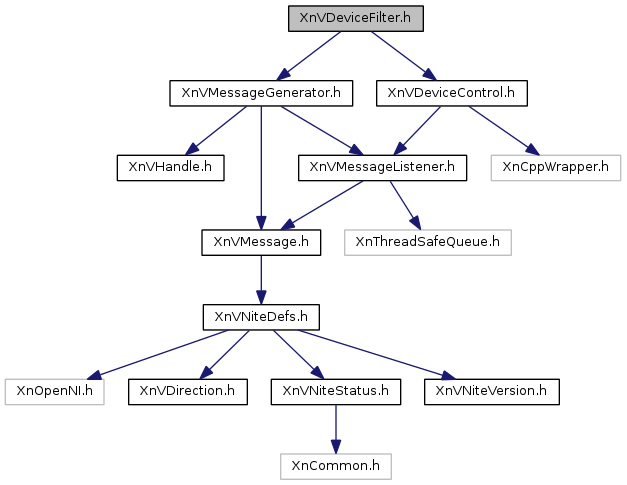 XnVDeviceFilter.h
XnVMessageGenerator.h
XnVDeviceControl.h
XnVHandle.h
XnVMessageListener.h
XnCppWrapper.h
XnVMessage.h
XnThreadSafeQueue.h
XnVNiteDefs.h
XnOpenNI.h
XnVDirection.h
XnVNiteStatus.h
XnVNiteVersion.h
XnCommon.h